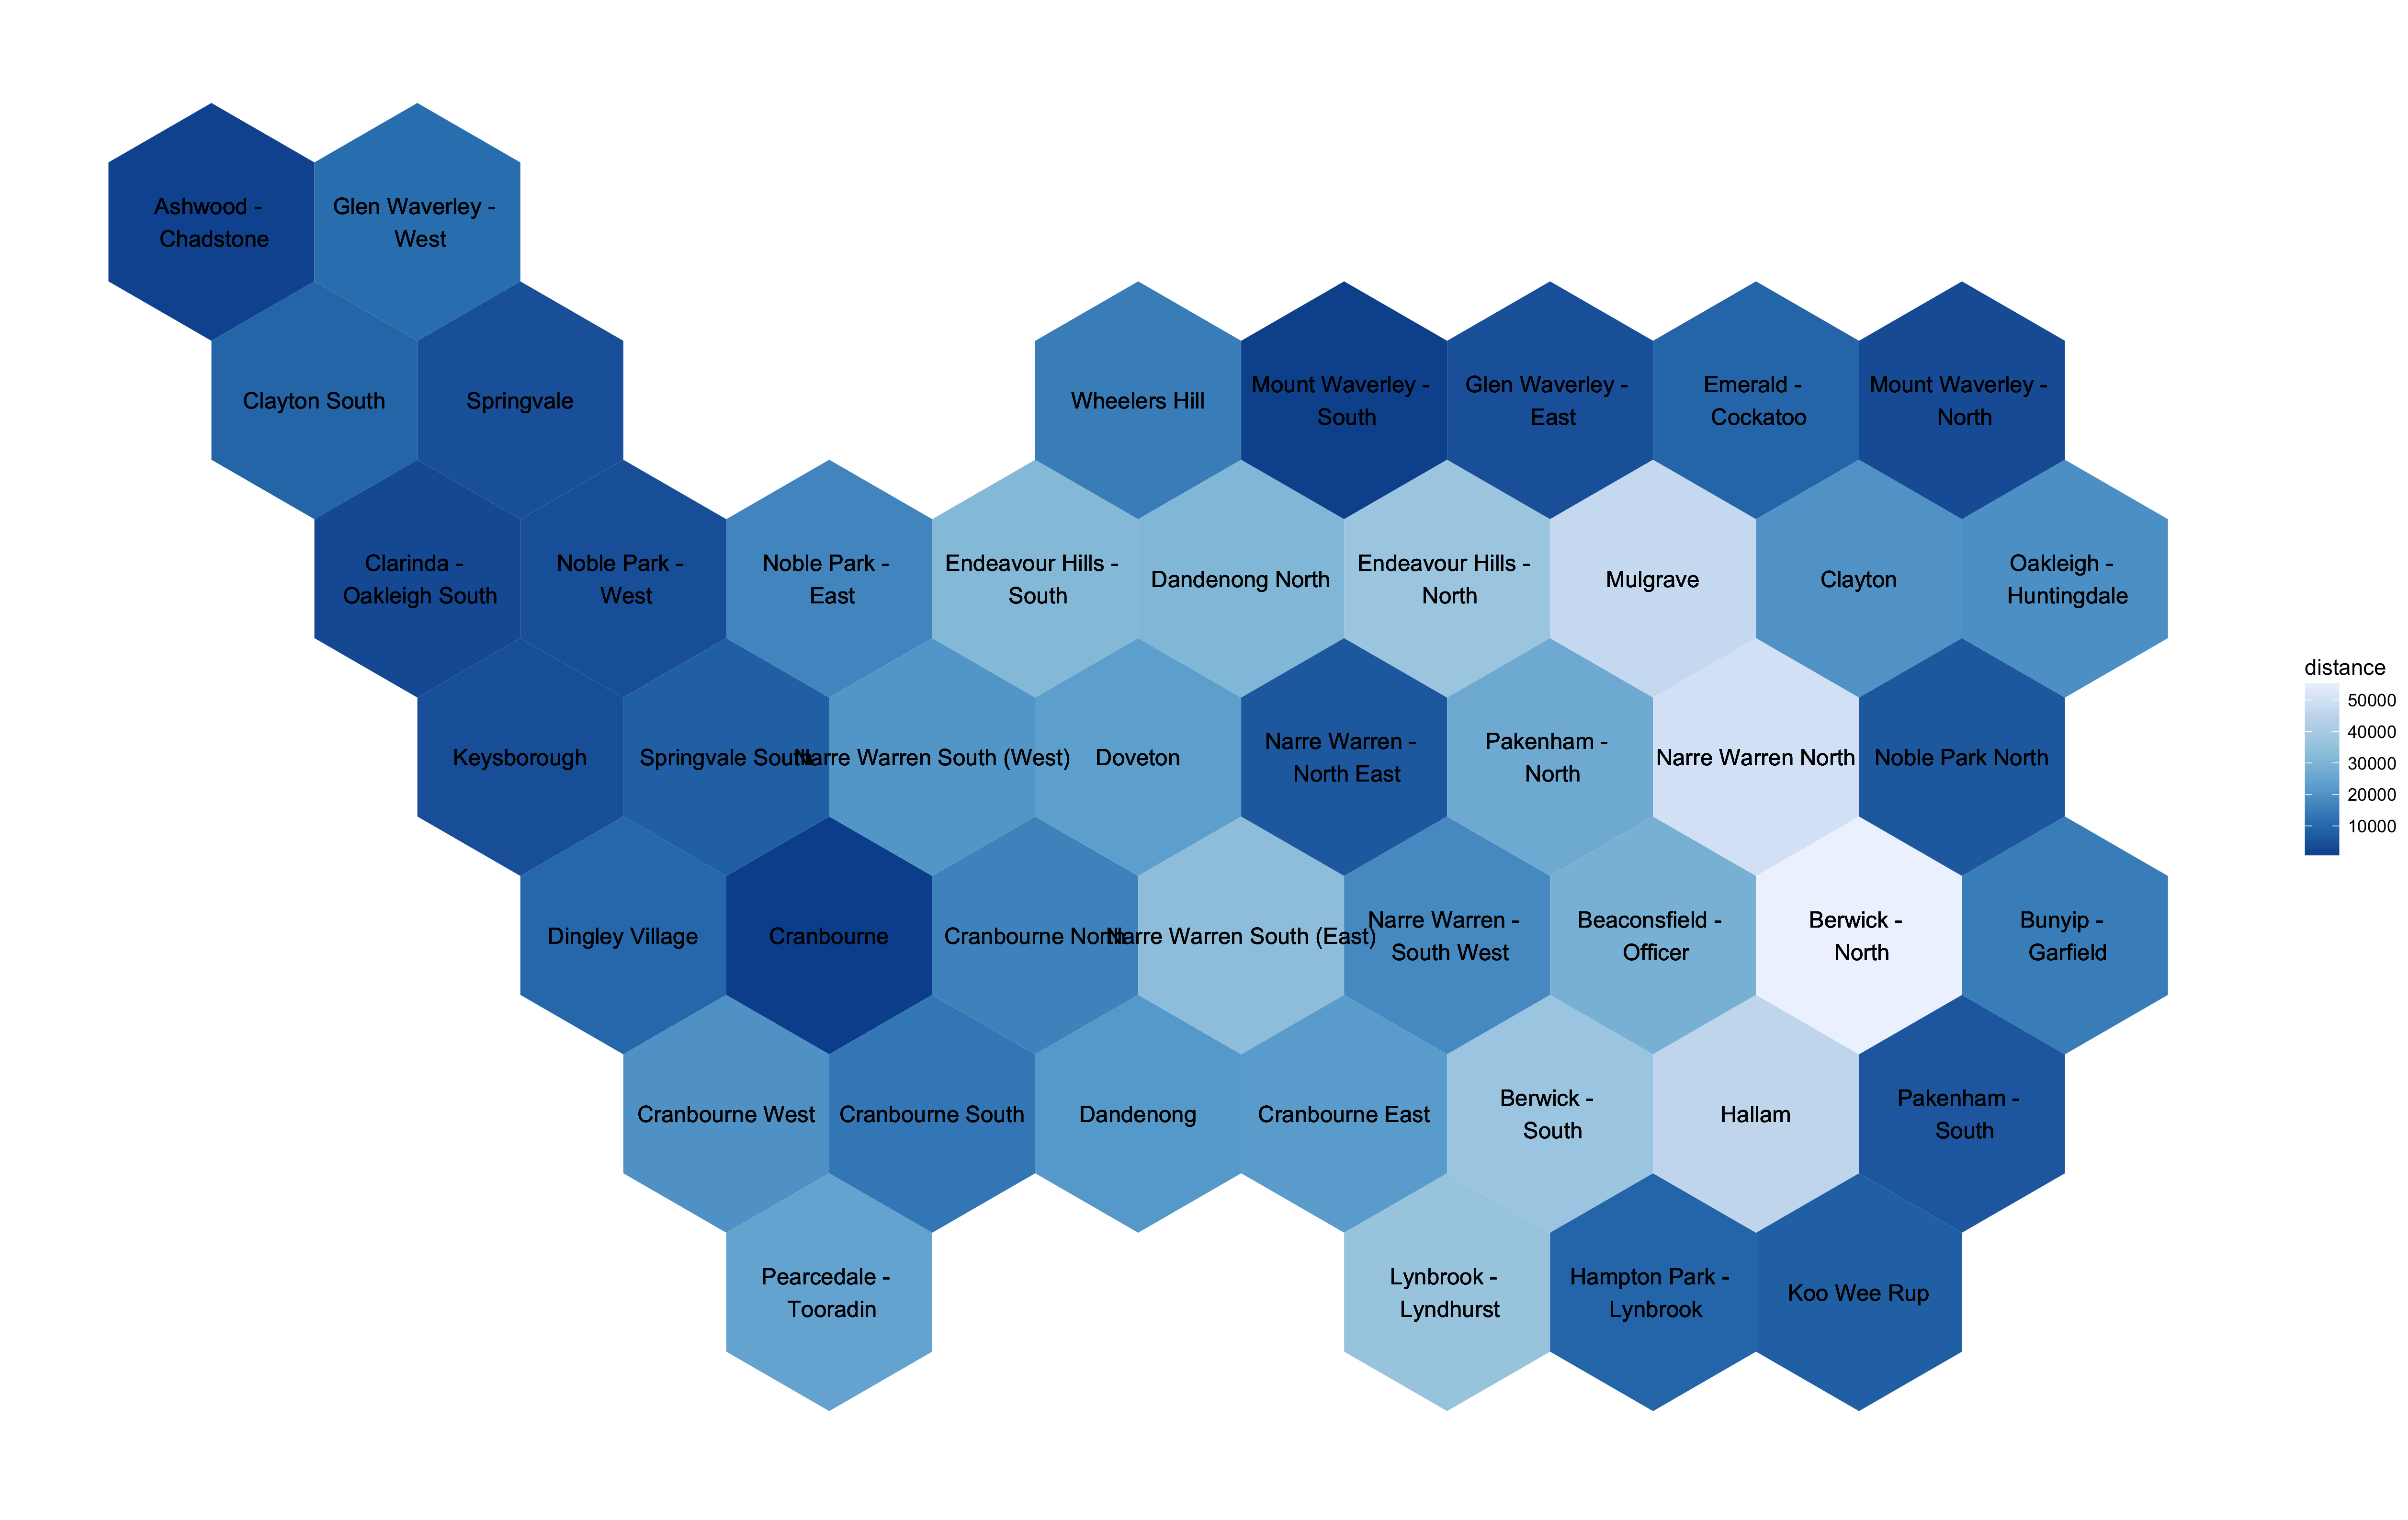 Ashwood -
Chadstone
Glen Waverley -
West
Clayton South
Springvale
Wheelers Hill
Mount Waverley -
South
Glen Waverley -
East
Emerald -
Cockatoo
Mount Waverley -
North
Clarinda -
Oakleigh South
Noble Park -
West
Noble Park -
East
Endeavour Hills -
South
Dandenong North
Endeavour Hills -
North
Mulgrave
Clayton
Oakleigh -
Huntingdale
Keysborough
Springvale South
Narre Warren South (West)
Doveton
Narre Warren -
North East
Pakenham -
North
Narre Warren North
Noble Park North
Dingley Village
Cranbourne
Cranbourne North
Narre Warren South (East)
Narre Warren -
South West
Beaconsfield -
Officer
Berwick -
North
Bunyip -
Garfield
Cranbourne West
Cranbourne South
Dandenong
Cranbourne East
Berwick -
South
Hallam
Pakenham -
South
Pearcedale -
Tooradin
Lynbrook -
Lyndhurst
Hampton Park -
Lynbrook
Koo Wee Rup
distance
50000
40000
30000
20000
10000